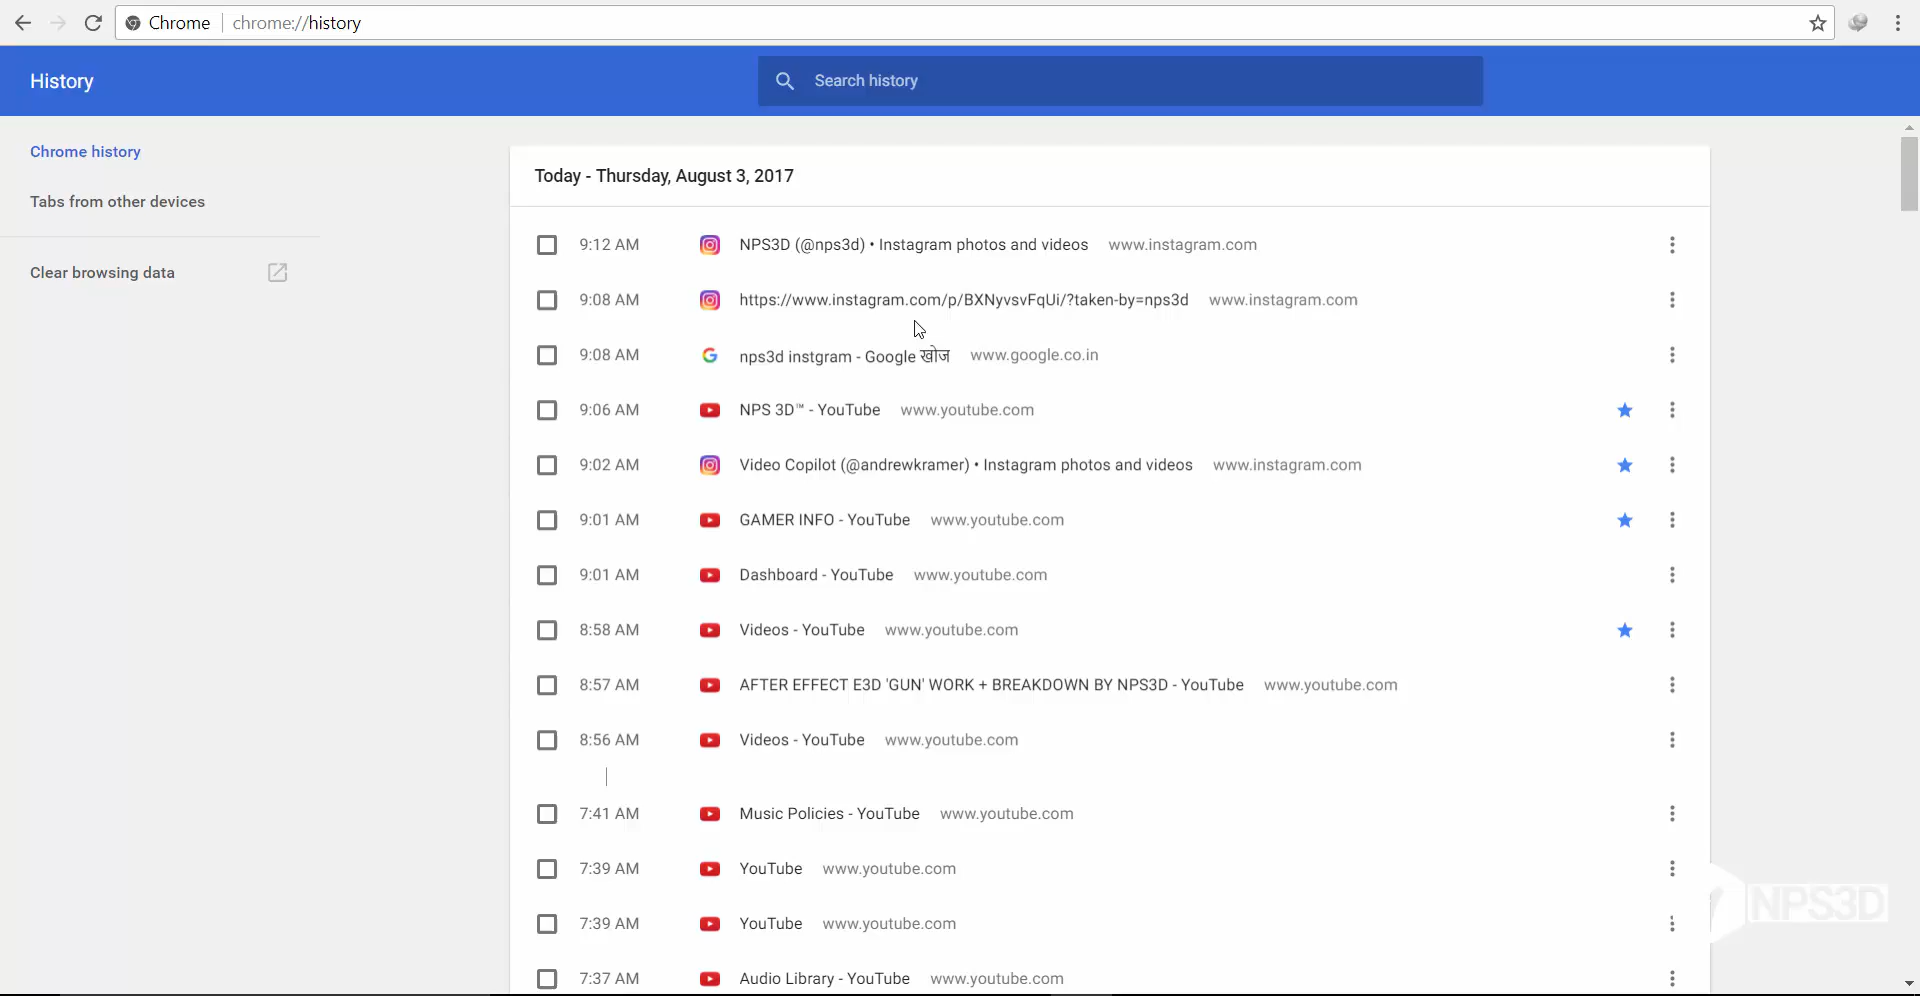 Chrome chrome://history
History Search history
Chrome history
Tabs from other devices
Clear browsing data
Today - Thursday, August 3, 2017
9:12 AM NPS3D (@nps3d) • Instagram photos and videos www.instagram.com
9:08 AM https://www.instagram.com/p/BXNyvsvFqUi/?taken-by=nps3d www.instagram.com
9:08 AM nps3d instgram - Google खोज www.google.co.in
9:06 AM NPS 3D™ - YouTube www.youtube.com
9:02 AM Video Copilot (@andrewkramer) • Instagram photos and videos www.instagram.com
9:01 AM GAMER INFO - YouTube www.youtube.com
9:01 AM Dashboard - YouTube www.youtube.com
8:58 AM Videos - YouTube www.youtube.com
8:57 AM AFTER EFFECT E3D 'GUN' WORK + BREAKDOWN BY NPS3D - YouTube www.youtube.com
8:56 AM Videos - YouTube www.youtube.com
7:41 AM Music Policies - YouTube www.youtube.com
7:39 AM YouTube www.youtube.com
7:39 AM YouTube www.youtube.com
7:37 AM Audio Library - YouTube www.youtube.com
NPS3D